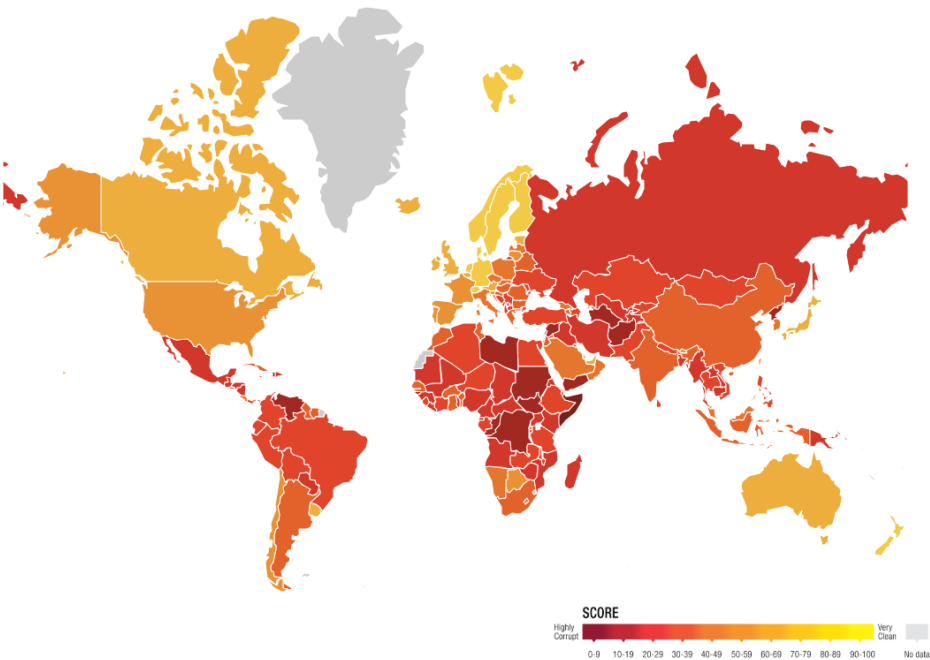 SCORE
Highly
Corrupt
Very
Clean
0-9 10-19 20-29 30-39 40-49 50-59 60-69 70-79 80-89 90-100 No data